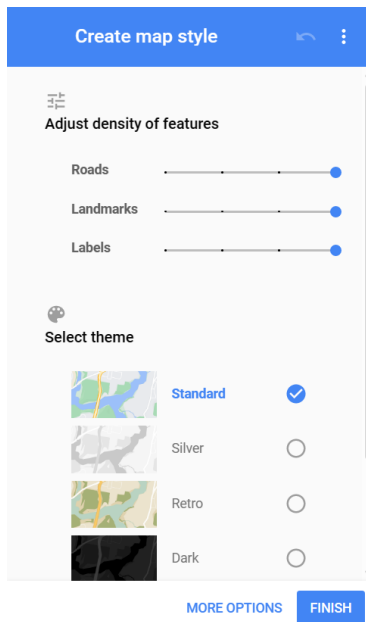 Create map style
Adjust density of features
Roads
Landmarks
Labels
Select theme
Standard
Silver
Retro
Dark
MORE OPTIONS FINISH